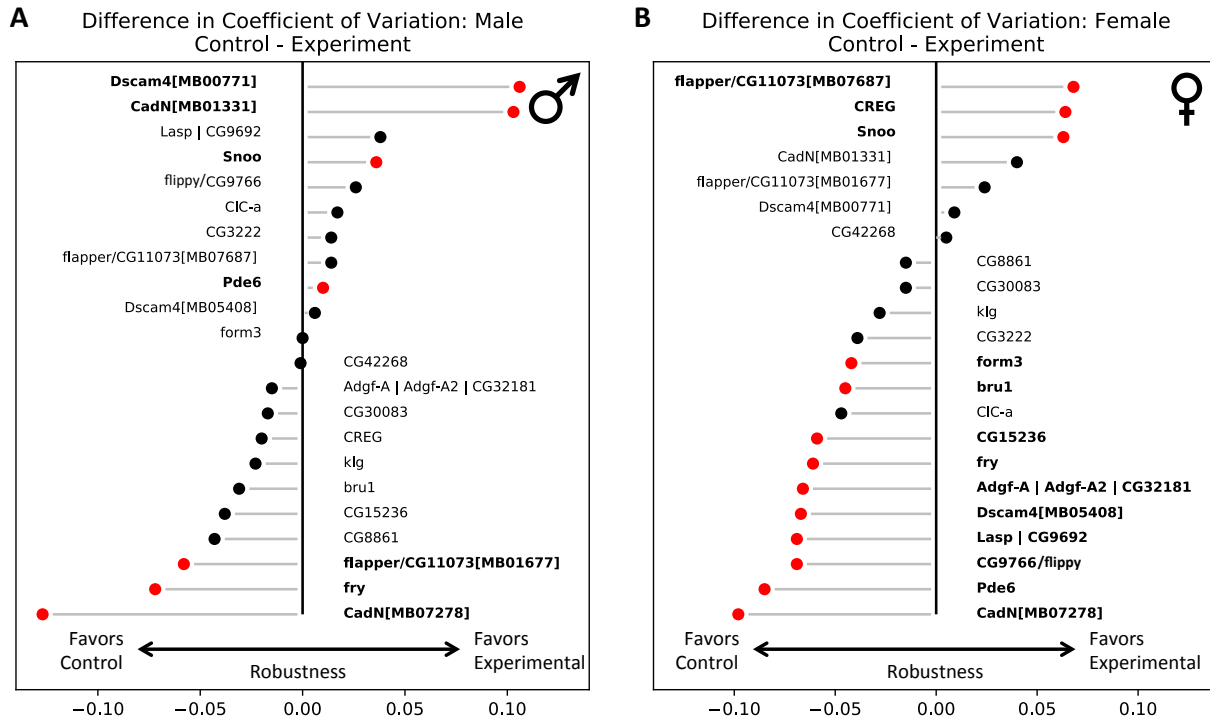 A
Difference in Coefficient of Variation: Male
Control - Experiment
Dscam4[MB00771]
CadN[MB01331]
Lasp | CG9692
Snoo
flippy/CG9766
ClC-a
CG3222
flapper/CG11073[MB07687]
Pde6
Dscam4[MB05408]
form3
CG42268
Adgf-A | Adgf-A2 | CG32181
CG30083
CREG
klg
bru1
CG15236
CG8861
flapper/CG11073[MB01677]
fry
CadN[MB07278]
Favors
Control
Robustness
Favors
Experimental
−0.10 −0.05 0.00 0.05 0.10
B
Difference in Coefficient of Variation: Female
Control - Experiment
flapper/CG11073[MB07687]
CREG
Snoo
CadN[MB01331]
flapper/CG11073[MB01677]
Dscam4[MB00771]
CG42268
CG8861
CG30083
klg
CG3222
form3
bru1
ClC-a
CG15236
fry
Adgf-A | Adgf-A2 | CG32181
Dscam4[MB05408]
Lasp | CG9692
CG9766/flippy
Pde6
CadN[MB07278]
Favors
Control
Robustness
Favors
Experimental
−0.10 −0.05 0.00 0.05 0.10